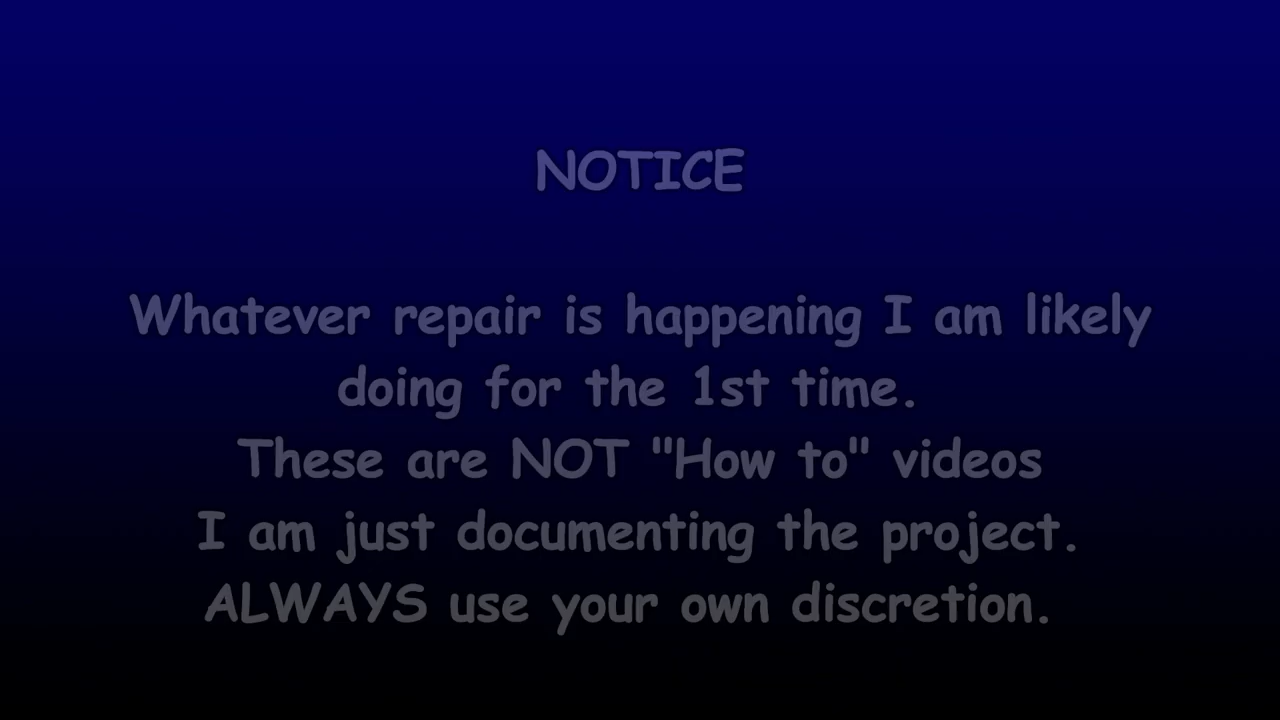 NOTICE
Whatever repair is happening I am likely
doing for the 1st time.
These are NOT "How to" videos
I am just documenting the project.
ALWAYS use your own discretion.